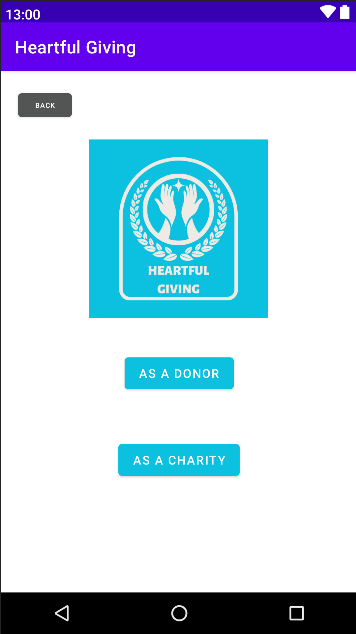 13:00
Heartful Giving
BACK
HEARTFUL
GIVING
AS A DONOR
AS A CHARITY